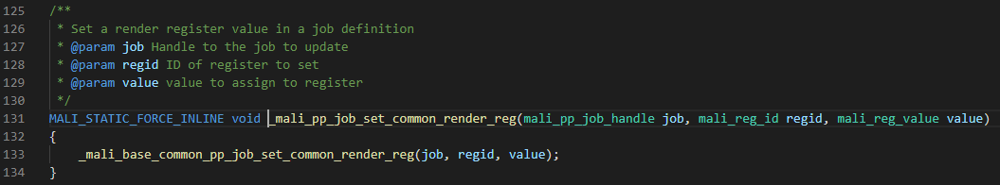 125 /**
126  * Set a render register value in a job definition
127  * @param job Handle to the job to update
128  * @param regid ID of register to set
129  * @param value value to assign to register
130  */
131 MALI_STATIC_FORCE_INLINE void _mali_pp_job_set_common_render_reg(mali_pp_job_handle job, mali_reg_id regid, mali_reg_value value)
132 {
133     _mali_base_common_pp_job_set_common_render_reg(job, regid, value);
134 }